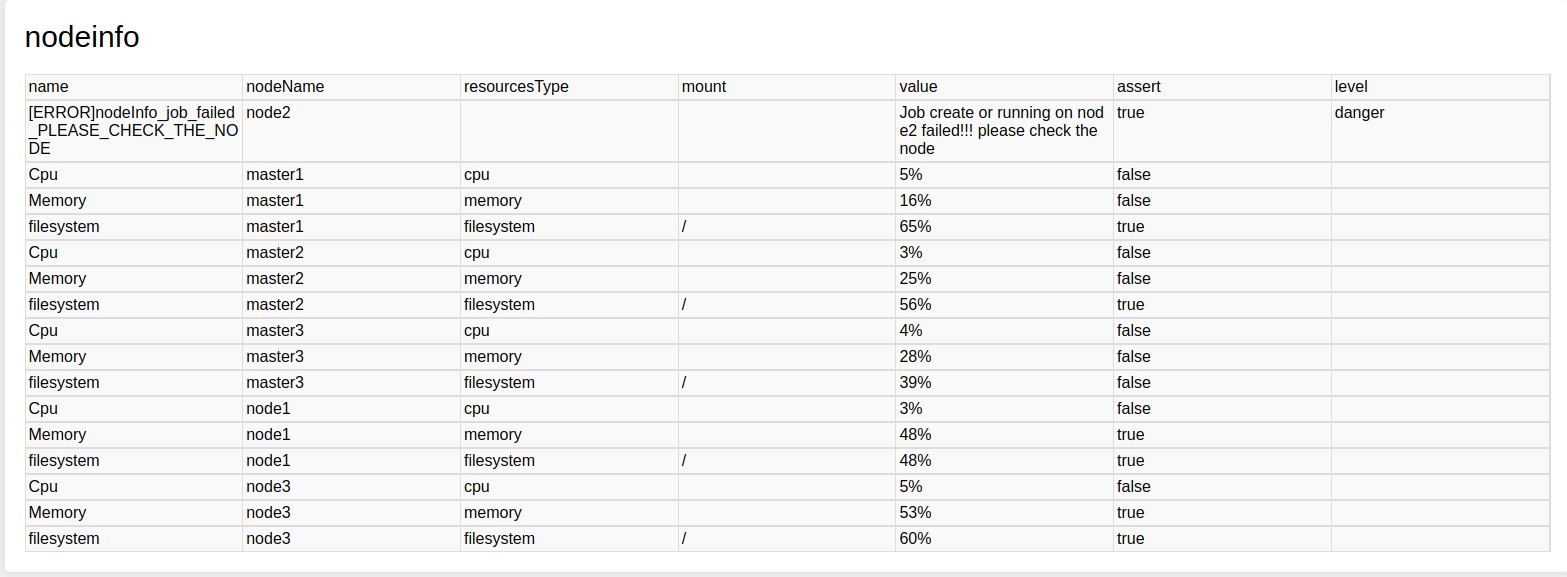 nodeinfo
name nodeName resourcesType mount value assert level
[ERROR]nodeInfo_job_failed node2 Job create or running on nod true danger
_PLEASE_CHECK_THE_NO e2 failed!!! please check the
DE node
Cpu master1 cpu 5% false
Memory master1 memory 16% false
filesystem master1 filesystem / 65% true
Cpu master2 cpu 3% false
Memory master2 memory 25% false
filesystem master2 filesystem / 56% true
Cpu master3 cpu 4% false
Memory master3 memory 28% false
filesystem master3 filesystem / 39% false
Cpu node1 cpu 3% false
Memory node1 memory 48% true
filesystem node1 filesystem / 48% true
Cpu node3 cpu 5% false
Memory node3 memory 53% true
filesystem node3 filesystem / 60% true